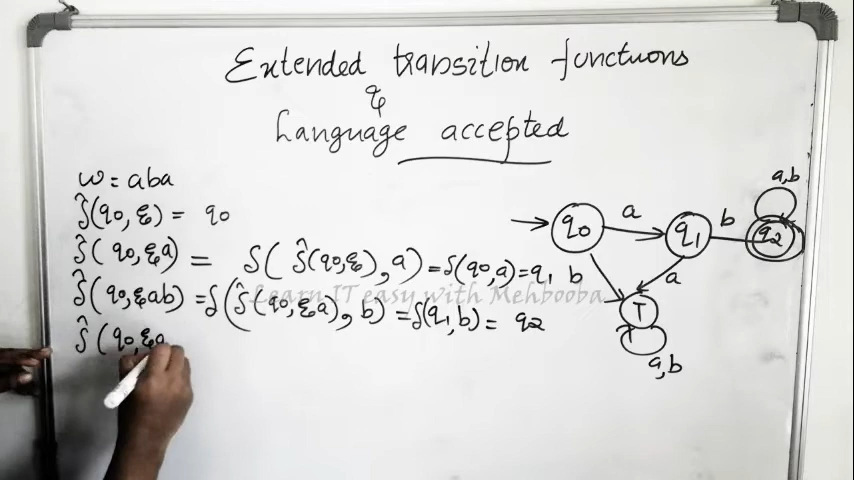 Extended transition functions
&
Language accepted
w = aba
δ̂(q0, ε) = q0
δ̂(q0, εa) = δ(δ̂(q0,ε), a) = δ(q0,a) = q1
δ̂(q0, εab) = δ(δ̂(q0, εa), b) = δ(q1, b) = q2
δ̂(q0, εa
a,b
q0 a q1 b q2
b a
T
a,b
Learn IT easy with Mehbooba